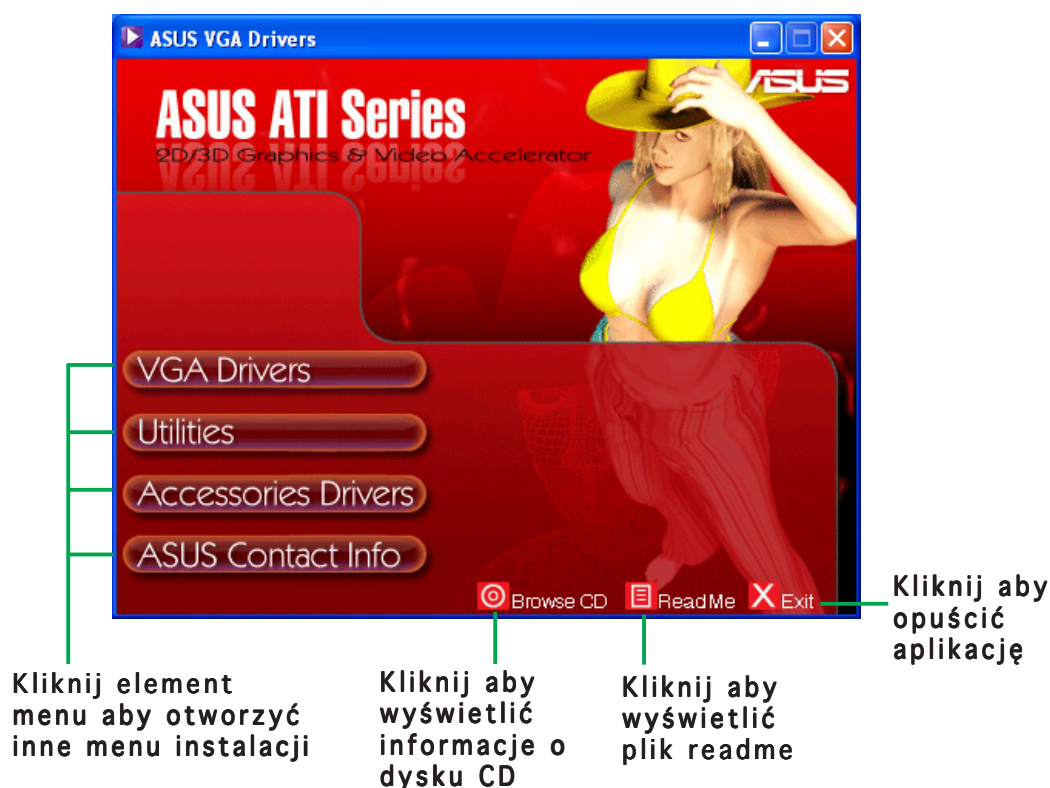 ASUS VGA Drivers
ASUS
ASUS ATI Series
2D/3D Graphics & Video Accelerator
VGA Drivers
Utilities
Accessories Drivers
ASUS Contact Info
Browse CD
ReadMe
Exit
Kliknij aby
opuścić
aplikację
Kliknij element
menu aby otworzyć
inne menu instalacji
Kliknij aby
wyświetlić
informacje o
dysku CD
Kliknij aby
wyświetlić
plik readme